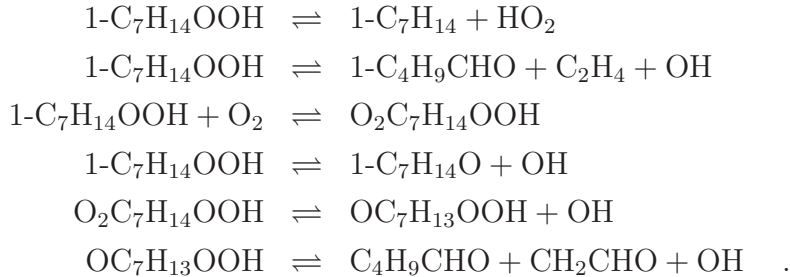 1-C₇H₁₄OOH ⇌ 1-C₇H₁₄ + HO₂
1-C₇H₁₄OOH ⇌ 1-C₄H₉CHO + C₂H₄ + OH
1-C₇H₁₄OOH + O₂ ⇌ O₂C₇H₁₄OOH
1-C₇H₁₄OOH ⇌ 1-C₇H₁₄O + OH
O₂C₇H₁₄OOH ⇌ OC₇H₁₃OOH + OH
OC₇H₁₃OOH ⇌ C₄H₉CHO + CH₂CHO + OH .